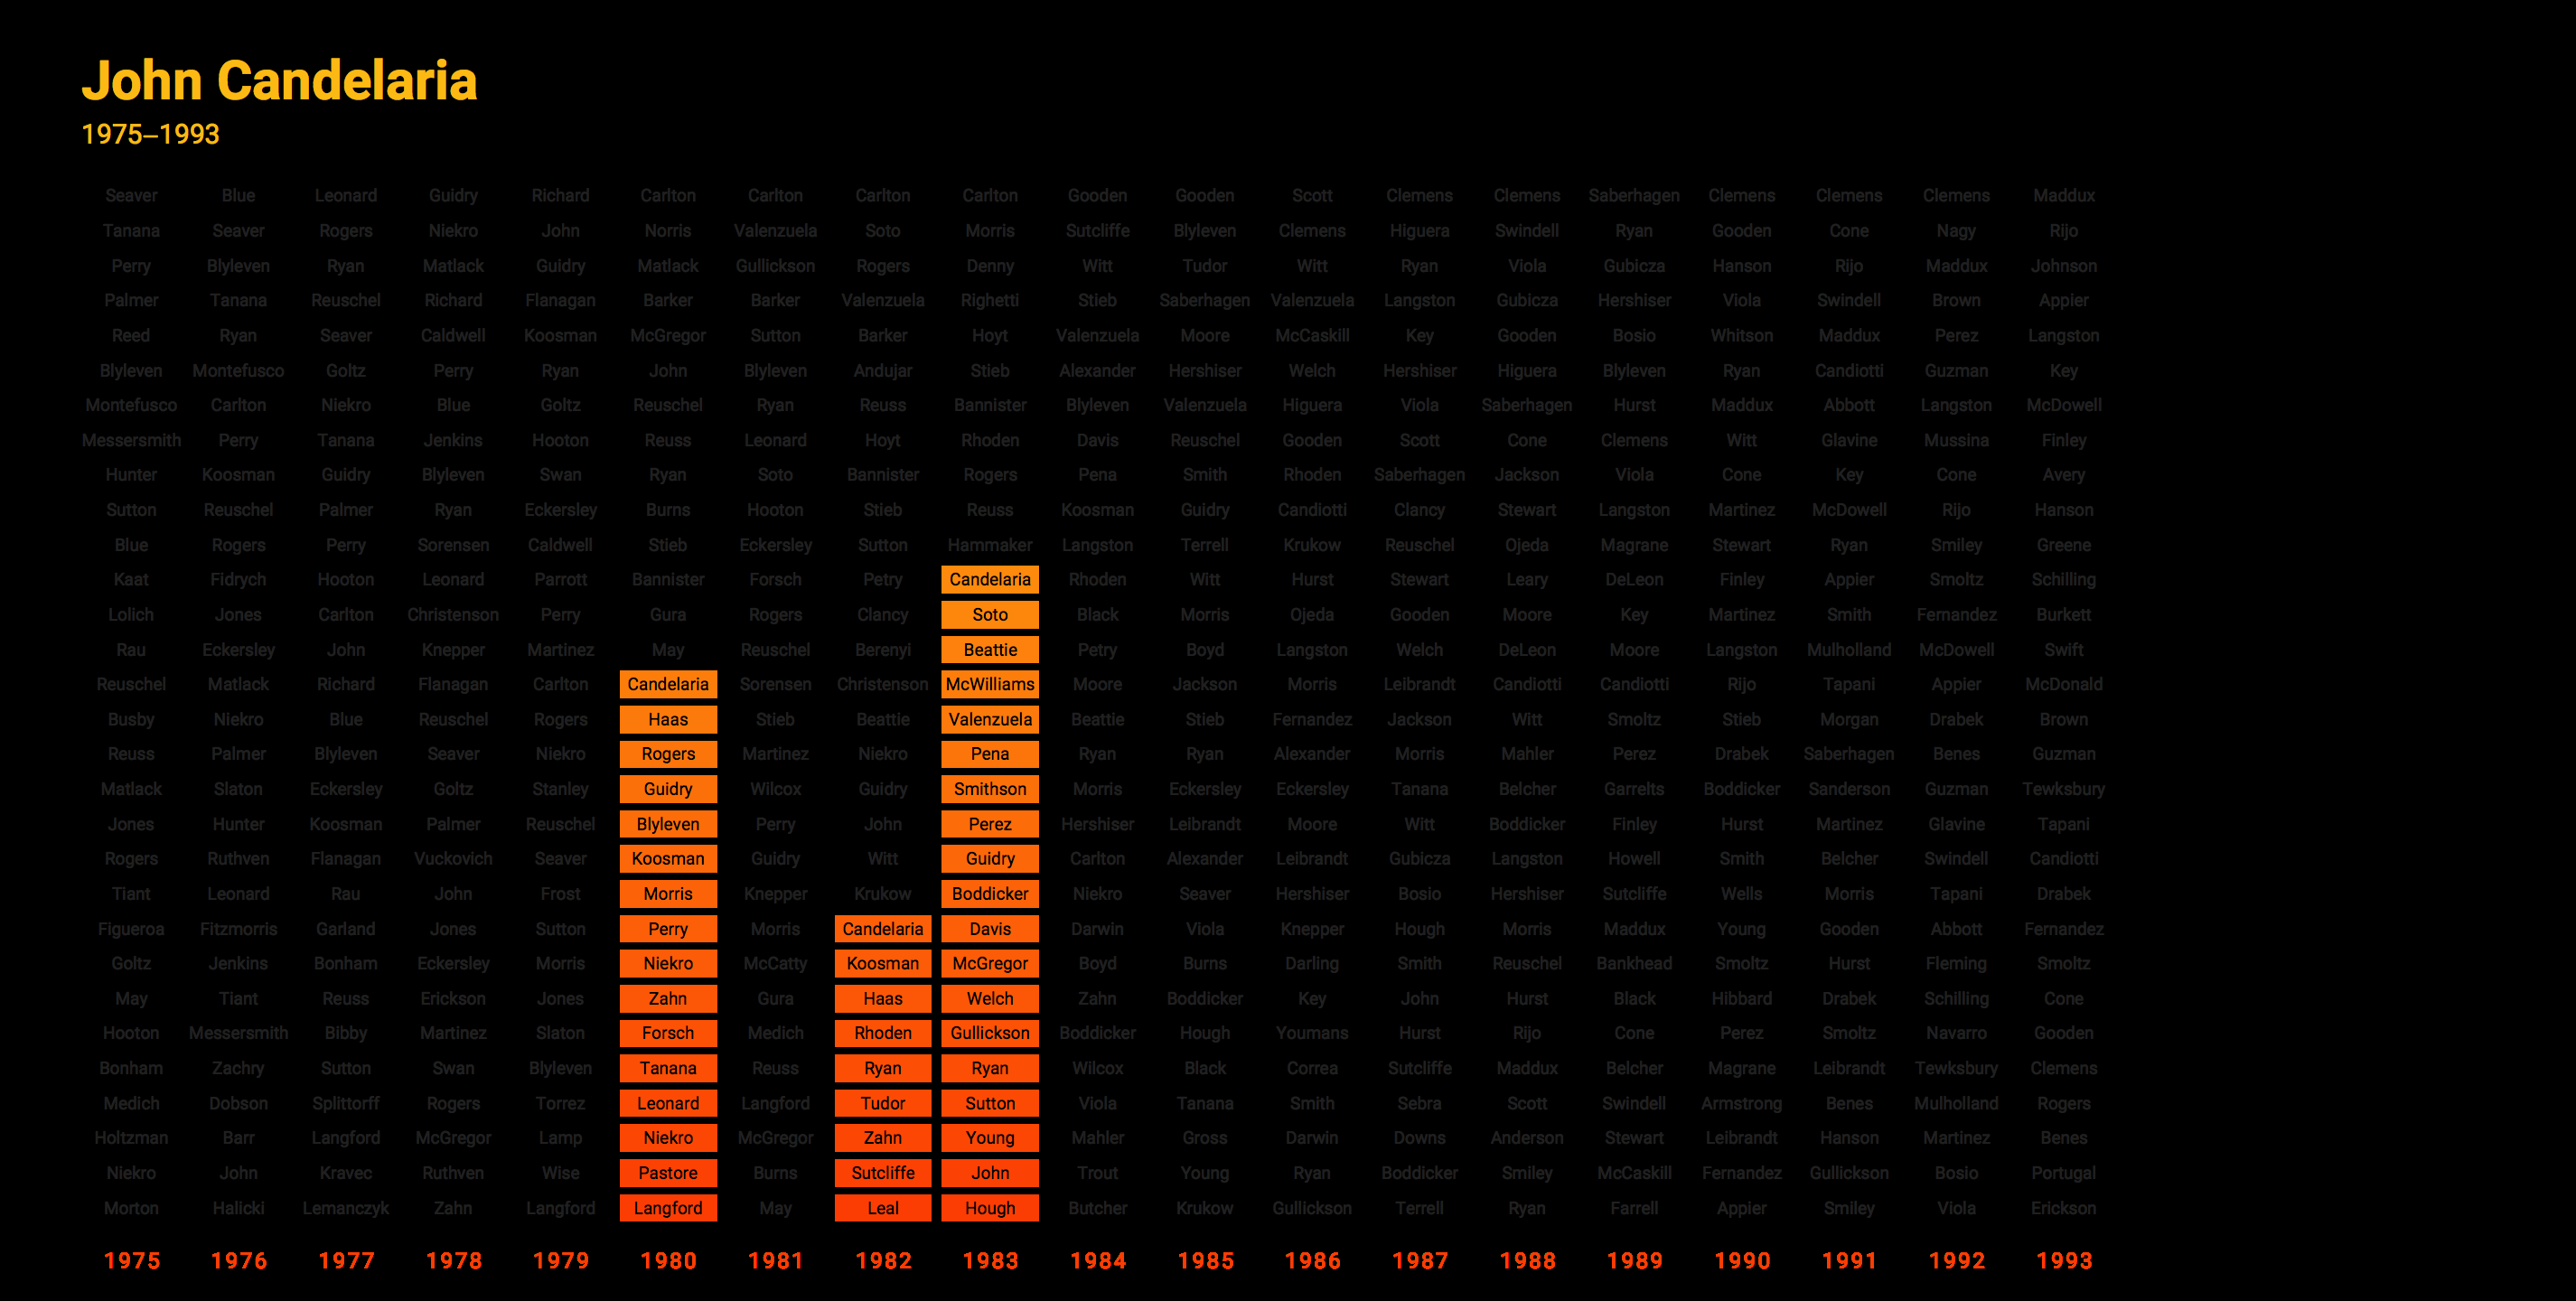 John Candelaria
1975–1993
Seaver Blue Leonard Guidry Richard Carlton Carlton Carlton Carlton Gooden Gooden Scott Clemens Clemens Saberhagen Clemens Clemens Clemens Maddux
Tanana Seaver Rogers Niekro John Norris Valenzuela Soto Morris Sutcliffe Blyleven Clemens Higuera Swindell Ryan Gooden Cone Nagy Rijo
Perry Blyleven Ryan Matlack Guidry Matlack Gullickson Rogers Denny Witt Tudor Witt Ryan Viola Gubicza Hanson Rijo Maddux Johnson
Palmer Tanana Reuschel Richard Flanagan Barker Barker Valenzuela Righetti Stieb Saberhagen Valenzuela Langston Gubicza Hershiser Viola Swindell Brown Appier
Reed Ryan Seaver Caldwell Koosman McGregor Sutton Barker Hoyt Valenzuela Moore McCaskill Key Gooden Bosio Whitson Maddux Perez Langston
Blyleven Montefusco Goltz Perry Ryan John Blyleven Andujar Stieb Alexander Hershiser Welch Hershiser Higuera Blyleven Ryan Candiotti Guzman Key
Montefusco Carlton Niekro Blue Goltz Reuschel Ryan Reuss Bannister Blyleven Valenzuela Higuera Viola Saberhagen Hurst Maddux Abbott Langston McDowell
Messersmith Perry Tanana Jenkins Hooton Reuss Leonard Hoyt Rhoden Davis Reuschel Gooden Scott Cone Clemens Witt Glavine Mussina Finley
Hunter Koosman Guidry Blyleven Swan Ryan Soto Bannister Rogers Pena Smith Rhoden Saberhagen Jackson Viola Cone Key Cone Avery
Sutton Reuschel Palmer Ryan Eckersley Burns Hooton Stieb Reuss Koosman Guidry Candiotti Clancy Stewart Langston Martinez McDowell Rijo Hanson
Blue Rogers Perry Sorensen Caldwell Stieb Eckersley Sutton Hammaker Langston Terrell Krukow Reuschel Ojeda Magrane Stewart Ryan Smiley Greene
Kaat Fidrych Hooton Leonard Parrott Bannister Forsch Petry Candelaria Rhoden Witt Hurst Stewart Leary DeLeon Finley Appier Smoltz Schilling
Lolich Jones Carlton Christenson Perry Gura Rogers Clancy Soto Black Morris Ojeda Gooden Moore Key Martinez Smith Fernandez Burkett
Rau Eckersley John Knepper Martinez May Reuschel Berenyi Beattie Petry Boyd Langston Welch DeLeon Moore Langston Mulholland McDowell Swift
Reuschel Matlack Richard Flanagan Carlton Candelaria Sorensen Christenson McWilliams Moore Jackson Morris Leibrandt Candiotti Candiotti Rijo Tapani Appier McDonald
Busby Niekro Blue Reuschel Rogers Haas Stieb Beattie Valenzuela Beattie Stieb Fernandez Jackson Witt Smoltz Stieb Morgan Drabek Brown
Reuss Palmer Blyleven Seaver Niekro Rogers Martinez Niekro Pena Ryan Ryan Alexander Morris Mahler Perez Drabek Saberhagen Benes Guzman
Matlack Slaton Eckersley Goltz Stanley Guidry Wilcox Guidry Smithson Morris Eckersley Eckersley Tanana Belcher Garrelts Boddicker Sanderson Guzman Tewksbury
Jones Hunter Koosman Palmer Reuschel Blyleven Perry John Perez Hershiser Leibrandt Moore Witt Boddicker Finley Hurst Martinez Glavine Tapani
Rogers Ruthven Flanagan Vuckovich Seaver Koosman Guidry Witt Guidry Carlton Alexander Leibrandt Gubicza Langston Howell Smith Belcher Swindell Candiotti
Tiant Leonard Rau John Frost Morris Knepper Krukow Boddicker Niekro Seaver Hershiser Bosio Hershiser Sutcliffe Wells Morris Tapani Drabek
Figueroa Fitzmorris Garland Jones Sutton Perry Morris Candelaria Davis Darwin Viola Knepper Hough Morris Maddux Young Gooden Abbott Fernandez
Goltz Jenkins Bonham Eckersley Morris Niekro McCatty Koosman McGregor Boyd Burns Darling Smith Reuschel Bankhead Smoltz Hurst Fleming Smoltz
May Tiant Reuss Erickson Jones Zahn Gura Haas Welch Zahn Boddicker Key John Hurst Black Hibbard Drabek Schilling Cone
Hooton Messersmith Bibby Martinez Slaton Forsch Medich Rhoden Gullickson Boddicker Hough Youmans Hurst Rijo Cone Perez Smoltz Navarro Gooden
Bonham Zachry Sutton Swan Blyleven Tanana Reuss Ryan Ryan Wilcox Black Correa Sutcliffe Maddux Belcher Magrane Leibrandt Tewksbury Clemens
Medich Dobson Splittorff Rogers Torrez Leonard Langford Tudor Sutton Viola Tanana Smith Sebra Scott Swindell Armstrong Benes Mulholland Rogers
Holtzman Barr Langford McGregor Lamp Niekro McGregor Zahn Young Mahler Gross Darwin Downs Anderson Stewart Leibrandt Hanson Martinez Benes
Niekro John Kravec Ruthven Wise Pastore Burns Sutcliffe John Trout Young Ryan Boddicker Smiley McCaskill Fernandez Gullickson Bosio Portugal
Morton Halicki Lemanczyk Zahn Langford Langford May Leal Hough Butcher Krukow Gullickson Terrell Ryan Farrell Appier Smiley Viola Erickson
1975 1976 1977 1978 1979 1980 1981 1982 1983 1984 1985 1986 1987 1988 1989 1990 1991 1992 1993